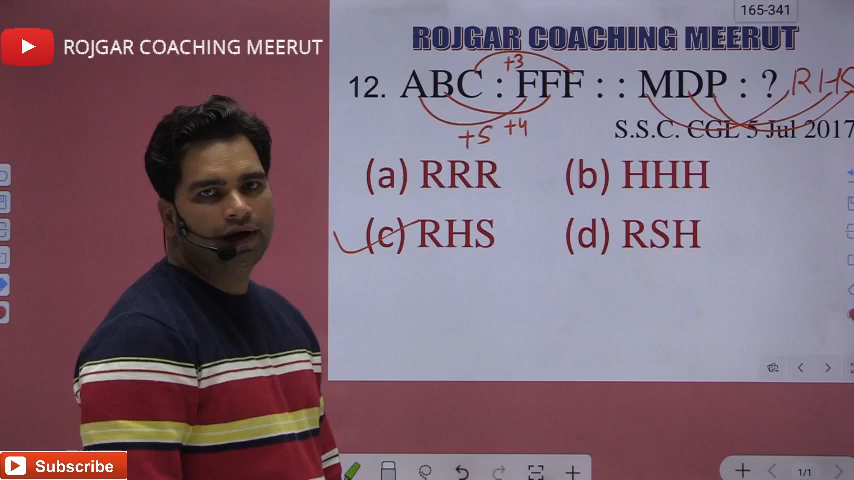 165-341
ROJGAR COACHING MEERUT
ROJGAR COACHING MEERUT
+3
12. ABC : FFF : : MDP : ? RHS
+5 +4
S.S.C. CGL 5 Jul 2017
(a) RRR (b) HHH
(c) RHS (d) RSH
Subscribe
1/1